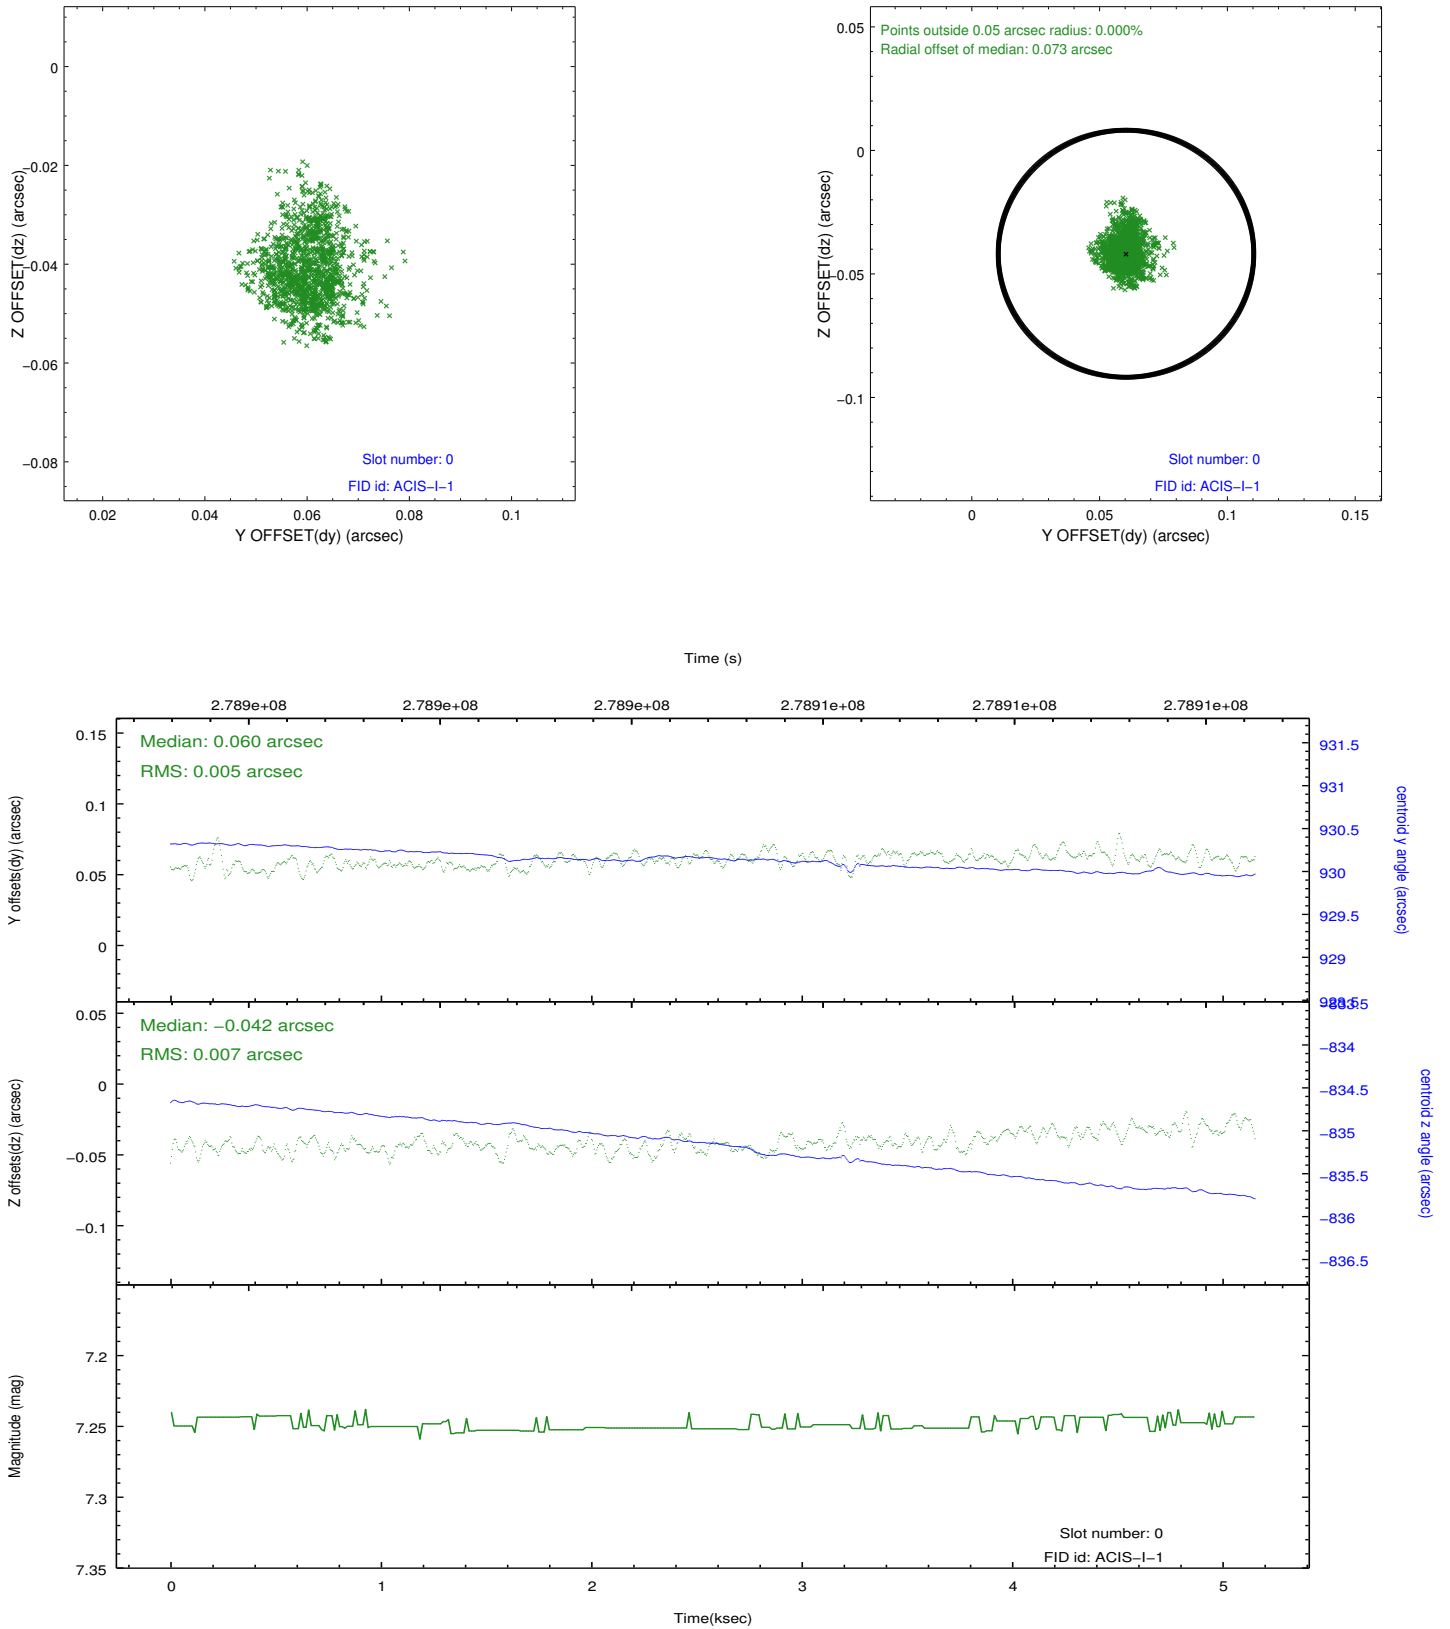 0
−0.02
−0.04
−0.06
−0.08
Z OFFSET(dz) (arcsec)
Slot number: 0
FID id: ACIS−I−1
0.02
0.04
0.06
0.08
0.1
Y OFFSET(dy) (arcsec)
Points outside 0.05 arcsec radius: 0.000%
Radial offset of median: 0.073 arcsec
0.05
0
−0.05
−0.1
Z OFFSET(dz) (arcsec)
Slot number: 0
FID id: ACIS−I−1
0
0.05
0.1
0.15
Y OFFSET(dy) (arcsec)
Time (s)
2.789e+08
2.789e+08
2.789e+08
2.7891e+08
2.7891e+08
2.7891e+08
Median: 0.060 arcsec
RMS: 0.005 arcsec
0.15
0.1
0.05
0
Y offsets(dy) (arcsec)
931.5
931
930.5
930
929.5
929
928.5
centroid y angle (arcsec)
Median: −0.042 arcsec
RMS: 0.007 arcsec
0.05
0
−0.05
−0.1
Z offsets(dz) (arcsec)
−833.5
−834
−834.5
−835
−835.5
−836
−836.5
centroid z angle (arcsec)
7.2
7.25
7.3
7.35
Magnitude (mag)
Slot number: 0
FID id: ACIS−I−1
0
1
2
3
4
5
Time(ksec)